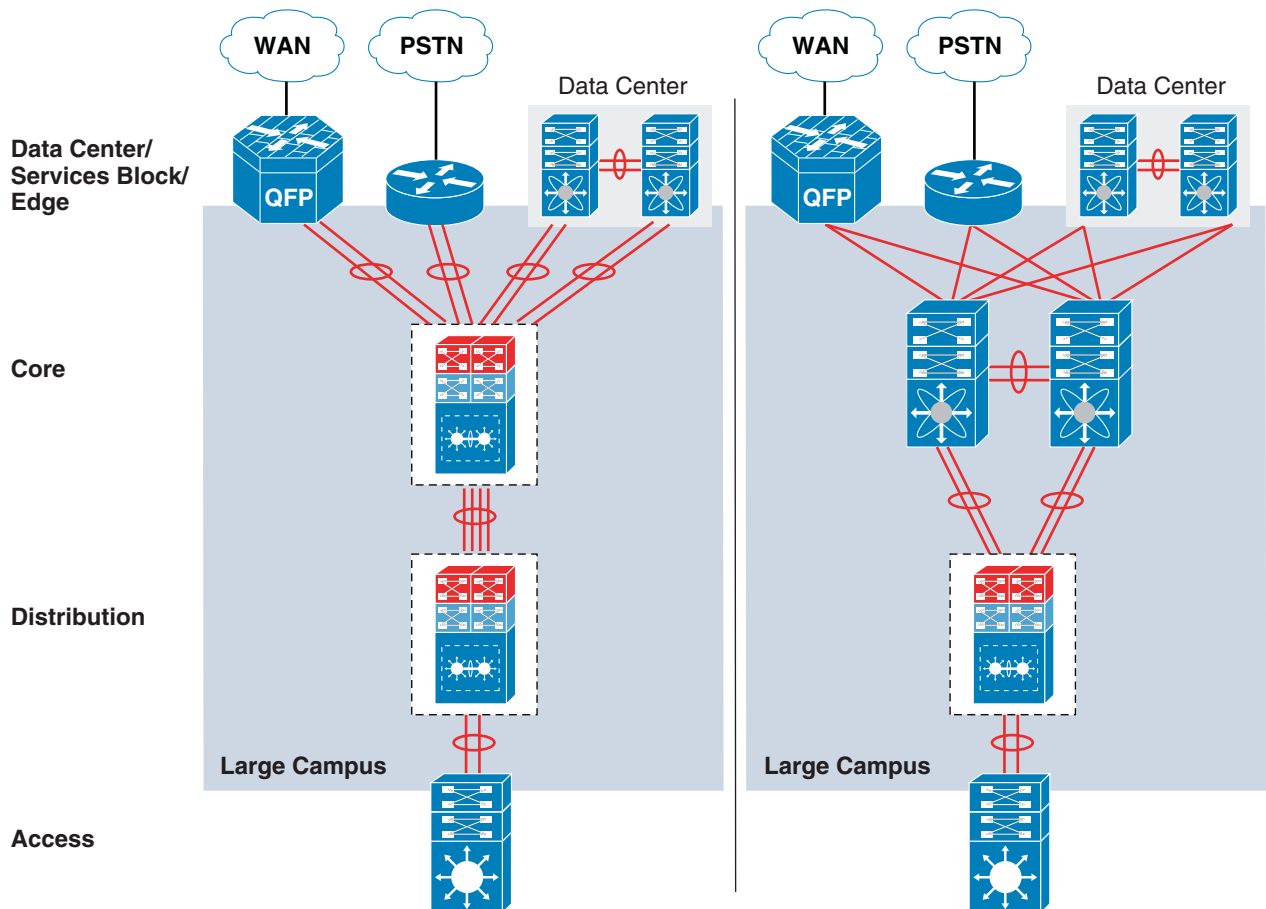 WAN
PSTN
WAN
PSTN
Data Center
Data Center
Data Center/
Services Block/
Edge
QFP
QFP
Core
Distribution
Large Campus
Large Campus
Access